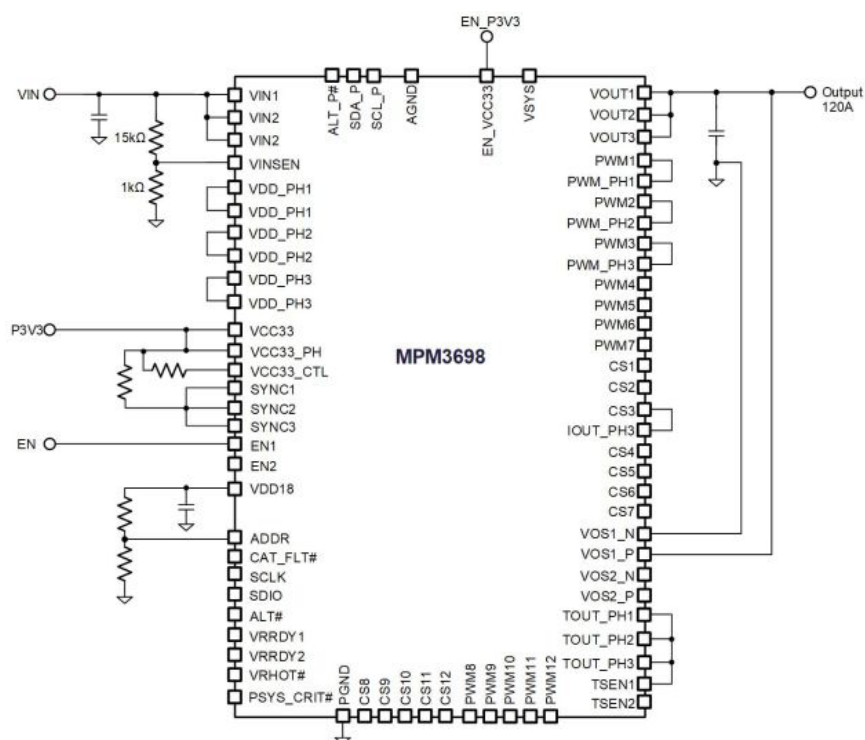 EN_P3V3
ALT_P#
SDA_P
SCL_P
AGND
EN_VCC33
VSYS
VIN
15kΩ
1kΩ
P3V3
EN
VIN1
VIN2
VIN2
VINSEN
VDD_PH1
VDD_PH1
VDD_PH2
VDD_PH2
VDD_PH3
VDD_PH3
VCC33
VCC33_PH
VCC33_CTL
SYNC1
SYNC2
SYNC3
EN1
EN2
VDD18
ADDR
CAT_FLT#
SCLK
SDIO
ALT#
VRRDY1
VRRDY2
VRHOT#
PSYS_CRIT#
MPM3698
VOUT1
VOUT2
VOUT3
PWM1
PWM_PH1
PWM2
PWM_PH2
PWM3
PWM_PH3
PWM4
PWM5
PWM6
PWM7
CS1
CS2
CS3
IOUT_PH3
CS4
CS5
CS6
CS7
VOS1_N
VOS1_P
VOS2_N
VOS2_P
TOUT_PH1
TOUT_PH2
TOUT_PH3
TSEN1
TSEN2
Output
120A
PGND
CS8
CS9
CS10
CS11
CS12
PWM8
PWM9
PWM10
PWM11
PWM12